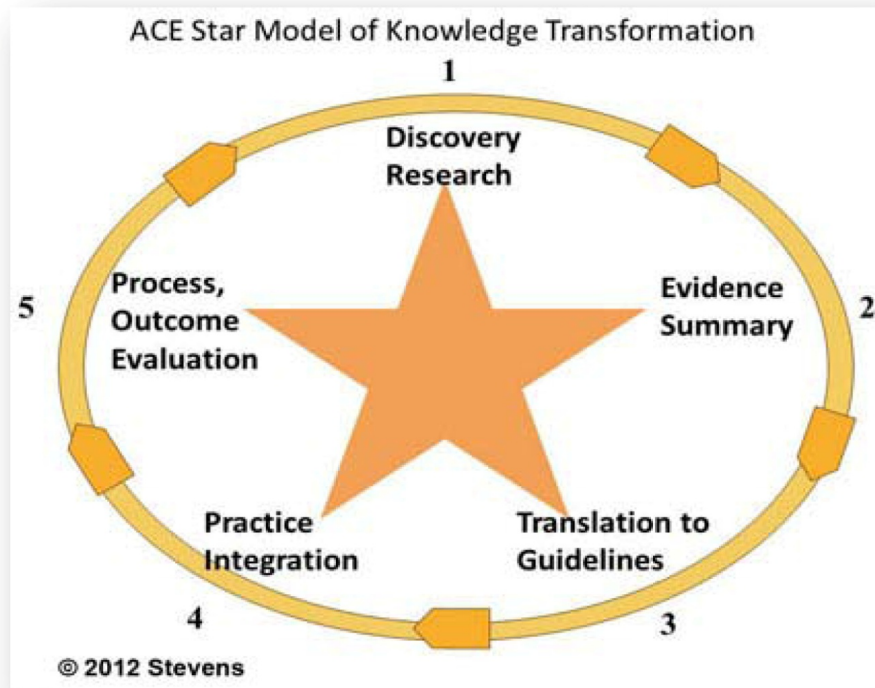 ACE Star Model of Knowledge Transformation
1
Discovery
Research
Evidence
Summary
2
Translation to
Guidelines
3
Practice
Integration
4
Process,
Outcome
Evaluation
5
© 2012 Stevens